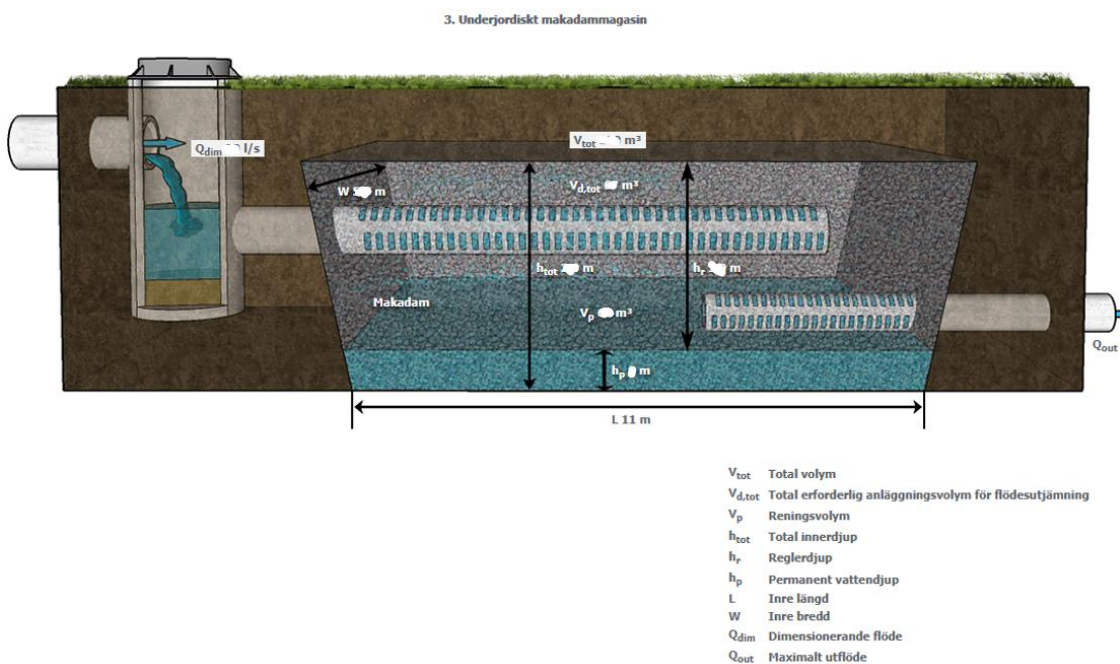 3. Underjordiskt makadammagasin
V_tot m³
Q_dim l/s
V_d,tot m³
W m
h_tot m
h_r m
Makadam
V_p m³
Q_out
h_p m
L 11 m
V_tot Total volym
V_d,tot Total erforderlig anläggningsvolym för flödesutjämning
V_p Reningsvolym
h_tot Total innerdjup
h_r Reglerdjup
h_p Permanent vattendjup
L Inre längd
W Inre bredd
Q_dim Dimensionerande flöde
Q_out Maximalt utflöde